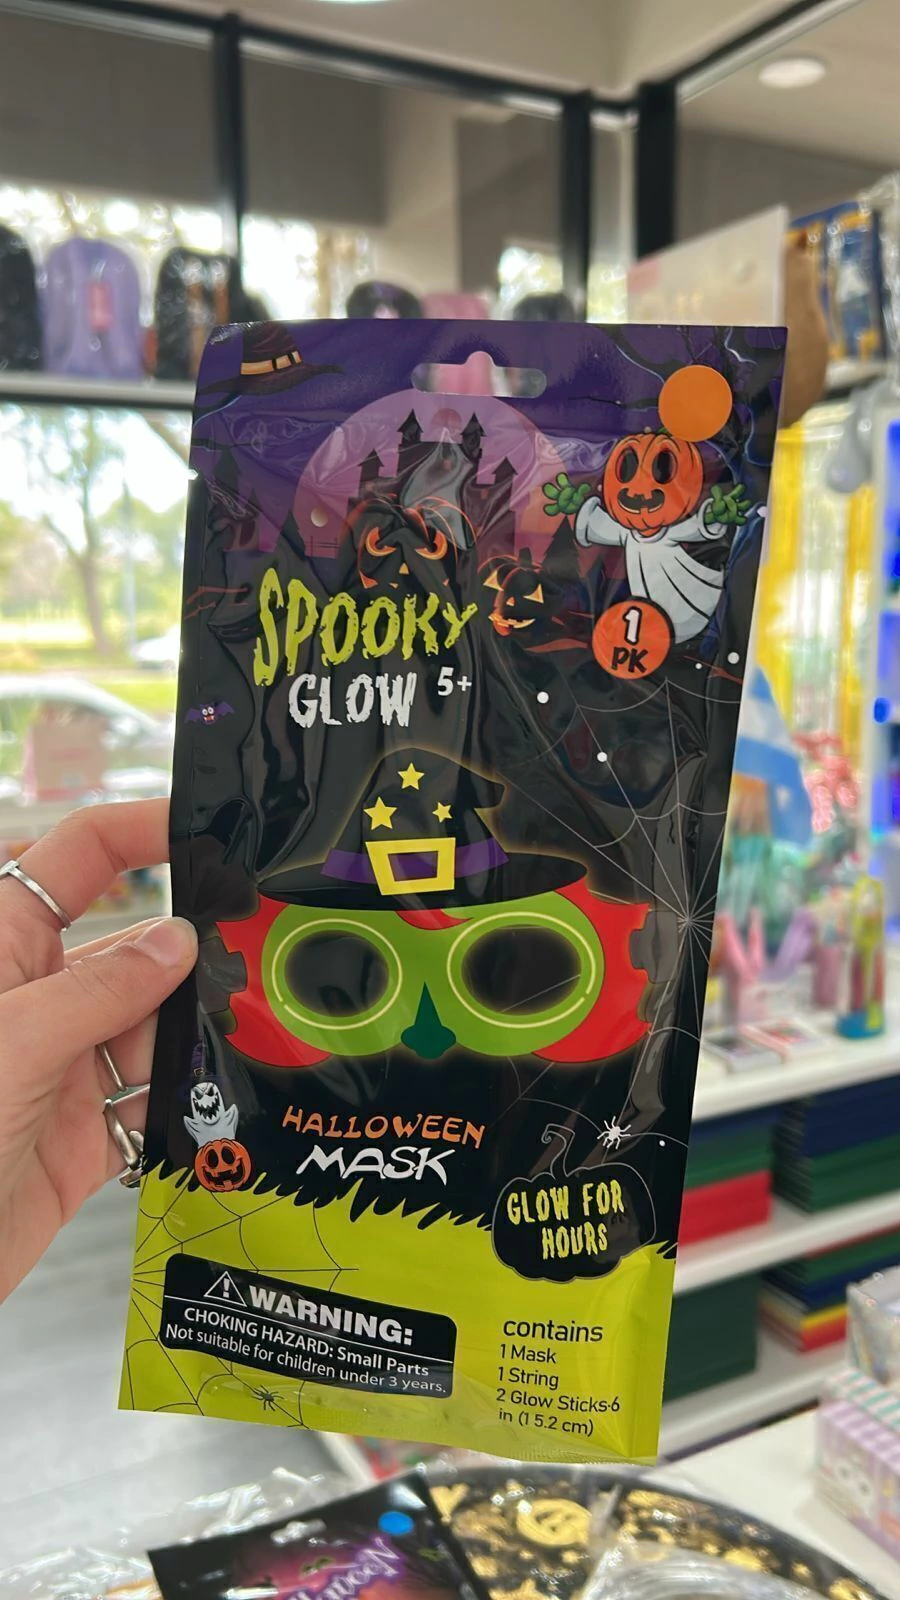 SPOOKY
GLOW 5+
1
PK
HALLOWEEN
MASK
GLOW FOR
HOURS
WARNING:
CHOKING HAZARD: Small Parts
Not suitable for children under 3 years.
contains
1 Mask
1 String
2 Glow Sticks-6
in (15.2 cm)